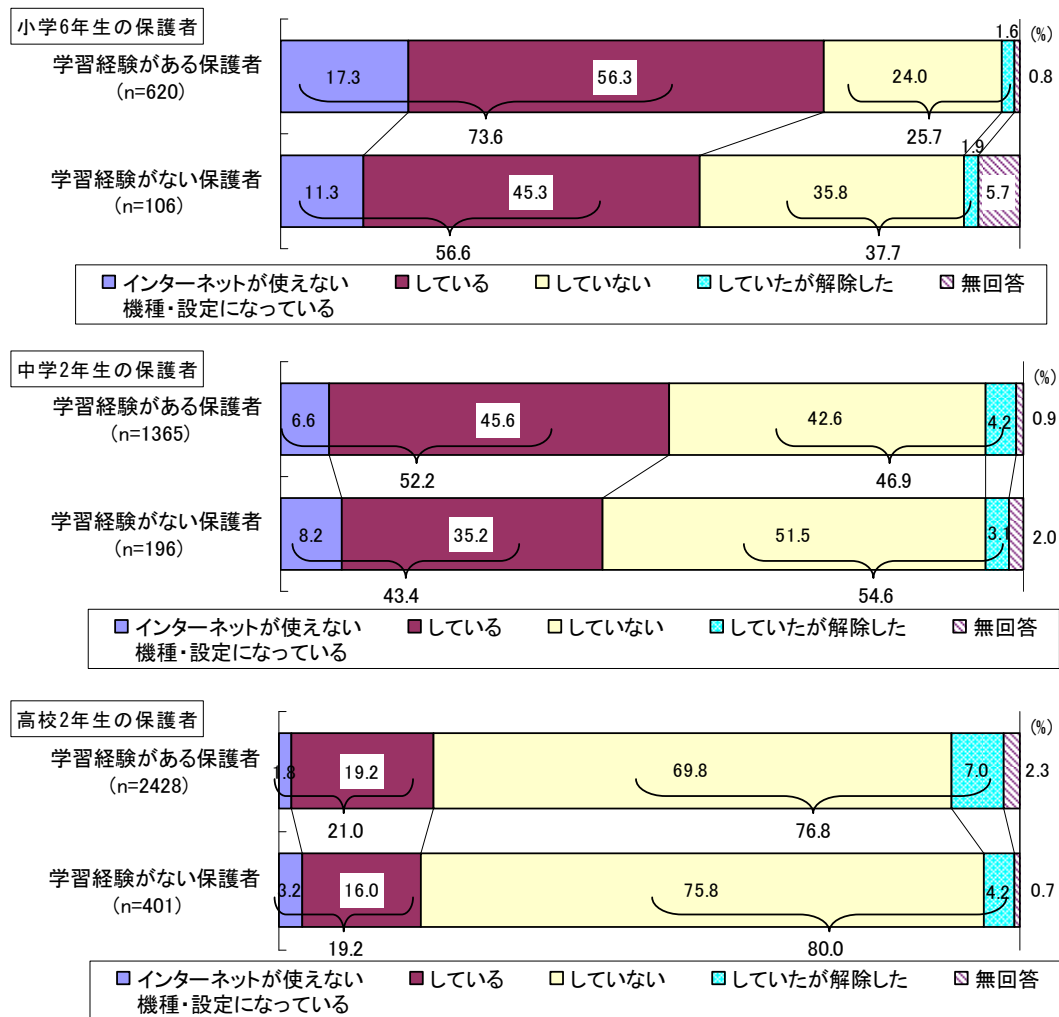 小学6年生の保護者
(%)
学習経験がある保護者
(n=620)
17.3
56.3
24.0
1.6
0.8
73.6
25.7
学習経験がない保護者
(n=106)
11.3
45.3
35.8
1.9
5.7
56.6
37.7
インターネットが使えない
機種・設定になっている
している
していない
していたが解除した
無回答
中学2年生の保護者
(%)
学習経験がある保護者
(n=1365)
6.6
45.6
42.6
4.2
0.9
52.2
46.9
学習経験がない保護者
(n=196)
8.2
35.2
51.5
3.1
2.0
43.4
54.6
インターネットが使えない
機種・設定になっている
している
していない
していたが解除した
無回答
高校2年生の保護者
(%)
学習経験がある保護者
(n=2428)
1.8
19.2
69.8
7.0
2.3
21.0
76.8
学習経験がない保護者
(n=401)
3.2
16.0
75.8
4.2
0.7
19.2
80.0
インターネットが使えない
機種・設定になっている
している
していない
していたが解除した
無回答